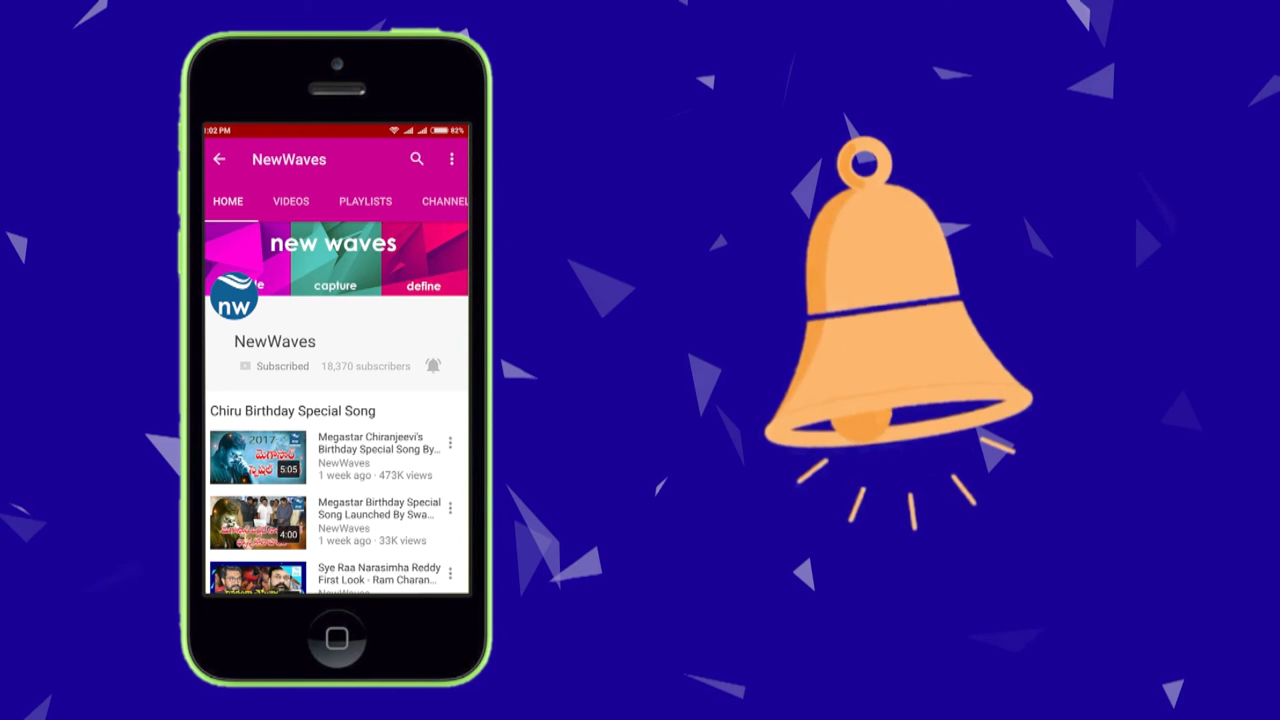 1:02 PM 82%
NewWaves
HOME VIDEOS PLAYLISTS CHANNEL
new waves
capture define
nw
NewWaves
Subscribed 18,370 subscribers
Chiru Birthday Special Song
2017
మెగాస్టార్
స్పెషల్
5:05
Megastar Chiranjeevi's
Birthday Special Song By...
NewWaves
1 week ago · 473K views
4:00
Megastar Birthday Special
Song Launched By Swa...
NewWaves
1 week ago · 33K views
Sye Raa Narasimha Reddy
First Look - Ram Charan...
NewWaves